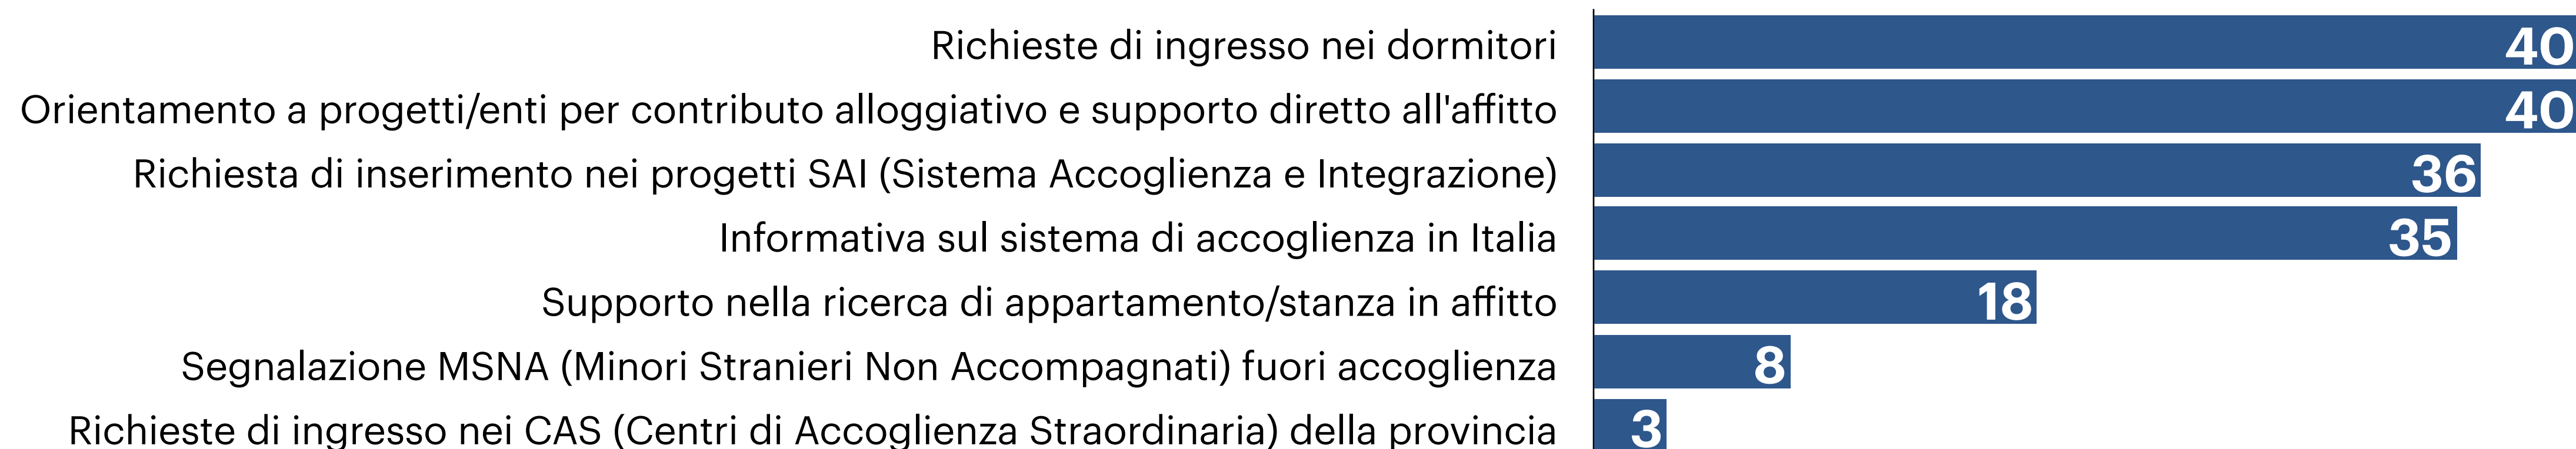 Richieste di ingresso nei dormitori 40
Orientamento a progetti/enti per contributo alloggiativo e supporto diretto all'affitto 40
Richiesta di inserimento nei progetti SAI (Sistema Accoglienza e Integrazione) 36
Informativa sul sistema di accoglienza in Italia 35
Supporto nella ricerca di appartamento/stanza in affitto 18
Segnalazione MSNA (Minori Stranieri Non Accompagnati) fuori accoglienza 8
Richieste di ingresso nei CAS (Centri di Accoglienza Straordinaria) della provincia 3